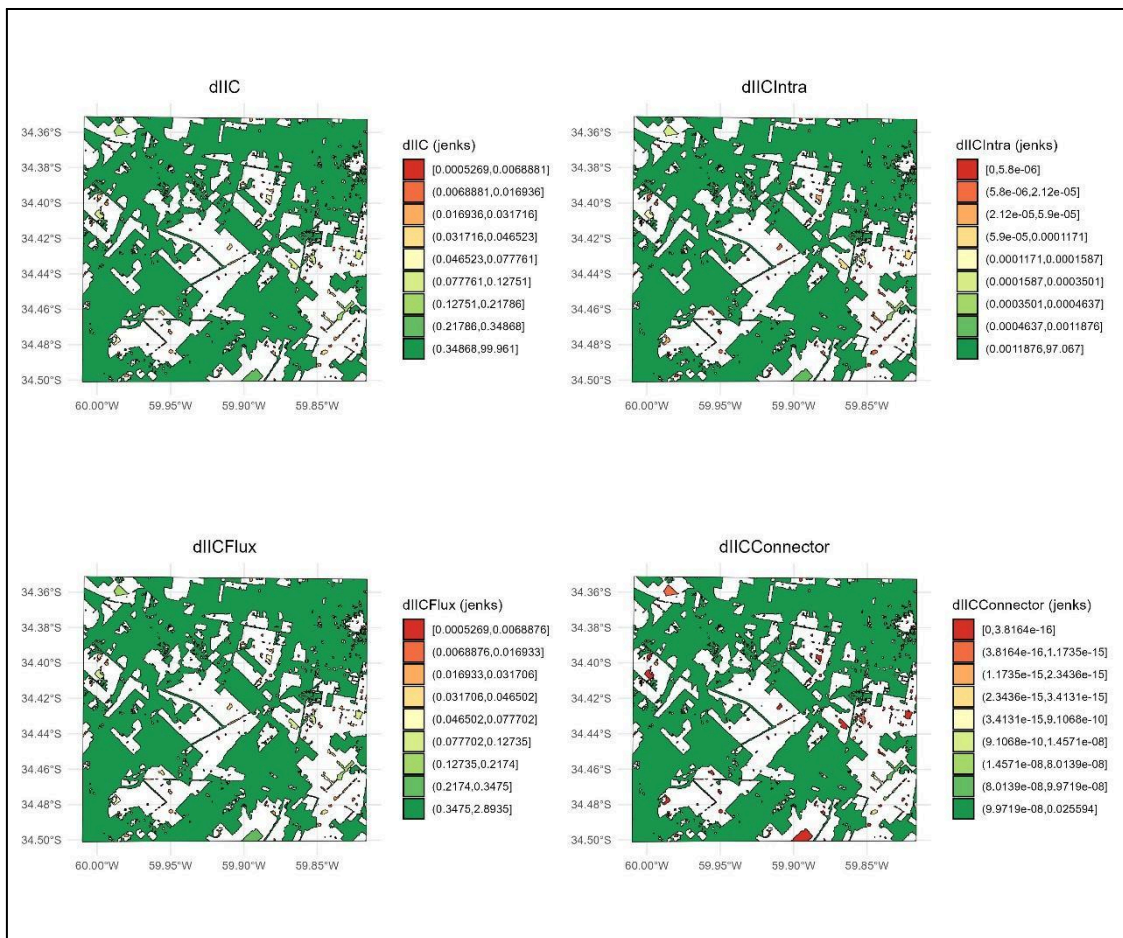 dIIC
34.36°S
34.38°S
34.40°S
34.42°S
34.44°S
34.46°S
34.48°S
34.50°S
60.00°W 59.95°W 59.90°W 59.85°W
dIIC (jenks)
[0.0005269,0.0068881]
(0.0068881,0.016936]
(0.016936,0.031716]
(0.031716,0.046523]
(0.046523,0.077761]
(0.077761,0.12751]
(0.12751,0.21786]
(0.21786,0.34868]
(0.34868,99.961]
dIICIntra
34.36°S
34.38°S
34.40°S
34.42°S
34.44°S
34.46°S
34.48°S
34.50°S
60.00°W 59.95°W 59.90°W 59.85°W
dIICIntra (jenks)
[0,5.8e-06]
(5.8e-06,2.12e-05]
(2.12e-05,5.9e-05]
(5.9e-05,0.0001171]
(0.0001171,0.0001587]
(0.0001587,0.0003501]
(0.0003501,0.0004637]
(0.0004637,0.0011876]
(0.0011876,97.067]
dIICFlux
34.36°S
34.38°S
34.40°S
34.42°S
34.44°S
34.46°S
34.48°S
34.50°S
60.00°W 59.95°W 59.90°W 59.85°W
dIICFlux (jenks)
[0.0005269,0.0068876]
(0.0068876,0.016933]
(0.016933,0.031706]
(0.031706,0.046502]
(0.046502,0.077702]
(0.077702,0.12735]
(0.12735,0.2174]
(0.2174,0.3475]
(0.3475,2.8935]
dIICConnector
34.36°S
34.38°S
34.40°S
34.42°S
34.44°S
34.46°S
34.48°S
34.50°S
60.00°W 59.95°W 59.90°W 59.85°W
dIICConnector (jenks)
[0,3.8164e-16]
(3.8164e-16,1.1735e-15]
(1.1735e-15,2.3436e-15]
(2.3436e-15,3.4131e-15]
(3.4131e-15,9.1068e-10]
(9.1068e-10,1.4571e-08]
(1.4571e-08,8.0139e-08]
(8.0139e-08,9.9719e-08]
(9.9719e-08,0.025594]